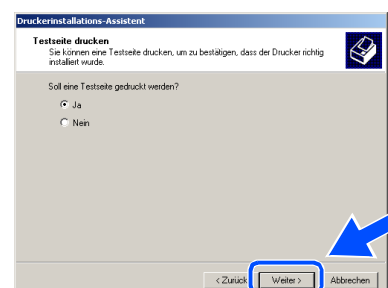 Druckerinstallations-Assistent
Testseite drucken
Sie können eine Testseite drucken, um zu bestätigen, dass der Drucker richtig
installiert wurde.
Soll eine Testseite gedruckt werden?
Ja
Nein
< Zurück Weiter > Abbrechen